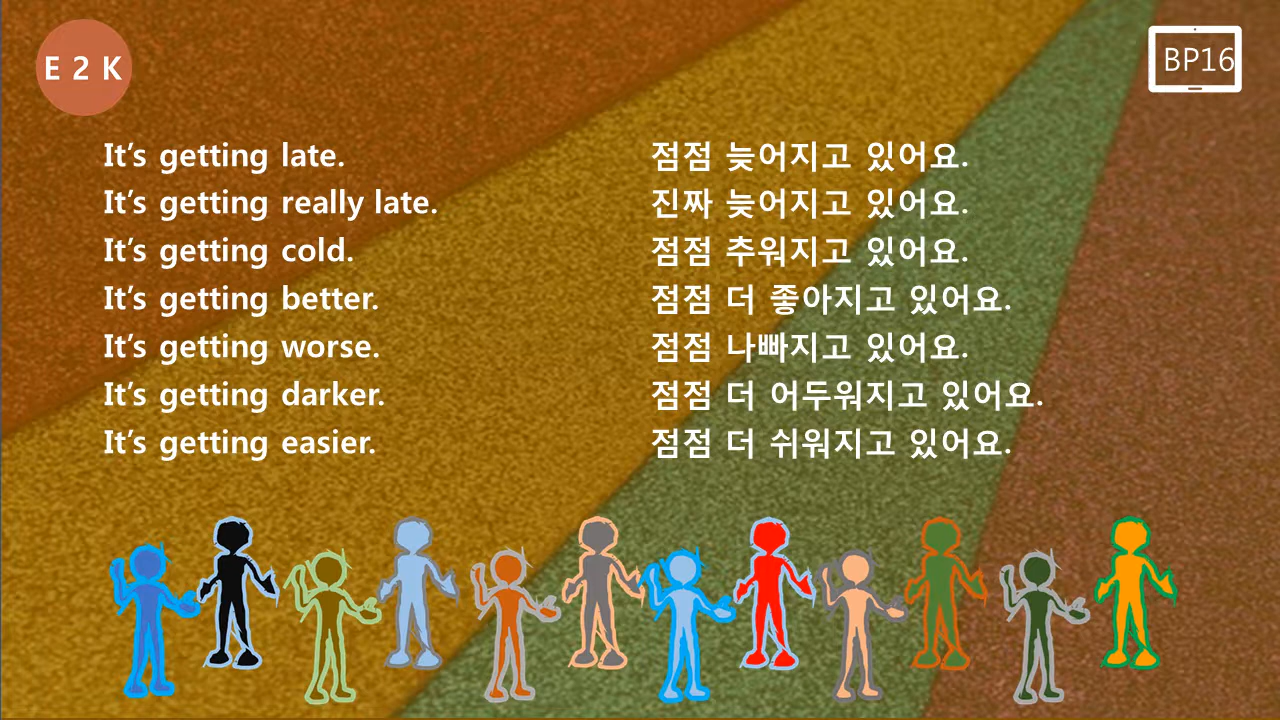 E 2 K
BP16
It’s getting late.
점점 늦어지고 있어요.
It’s getting really late.
진짜 늦어지고 있어요.
It’s getting cold.
점점 추워지고 있어요.
It’s getting better.
점점 더 좋아지고 있어요.
It’s getting worse.
점점 나빠지고 있어요.
It’s getting darker.
점점 더 어두워지고 있어요.
It’s getting easier.
점점 더 쉬워지고 있어요.